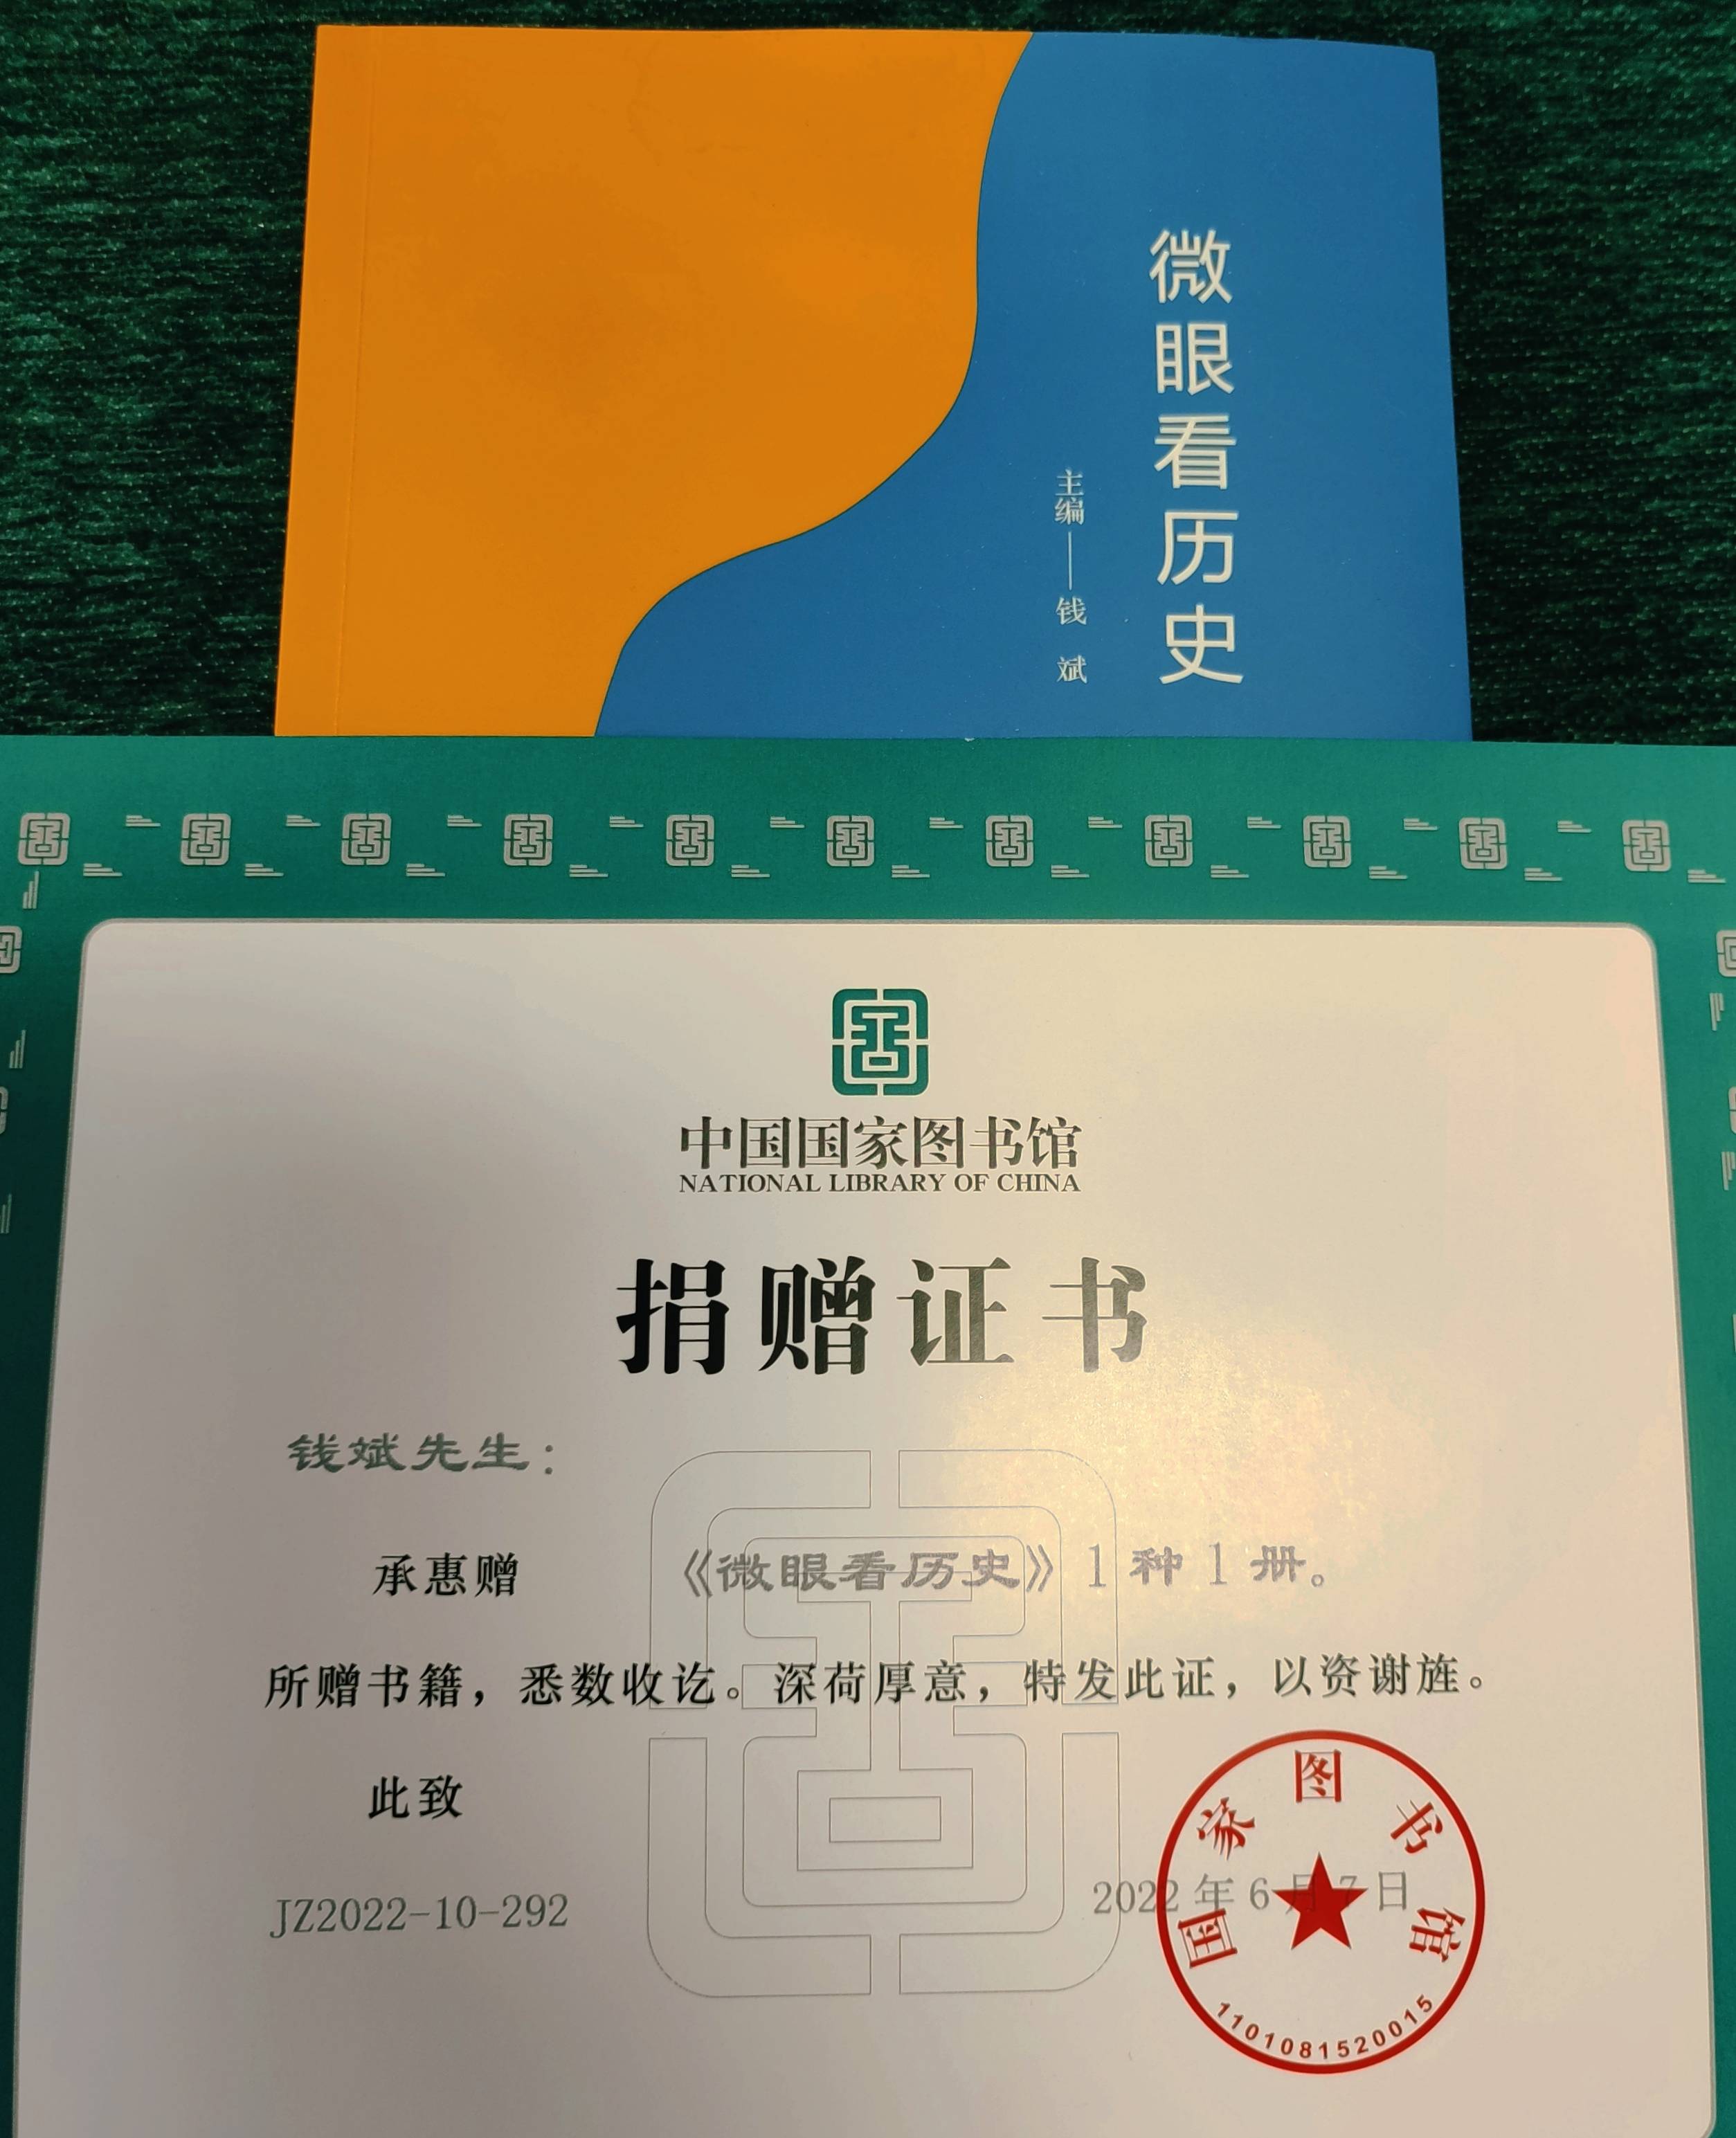 微眼看历史
主编——钱 斌
中国国家图书馆
NATIONAL LIBRARY OF CHINA
捐赠证书
钱斌先生：
承惠赠 《微眼看历史》1 种 1 册。
所赠书籍，悉数收讫。深荷厚意，特发此证，以资谢旌。
此致
JZ2022-10-292
2022 年 6 月 7 日
国家图书馆
1101081520015